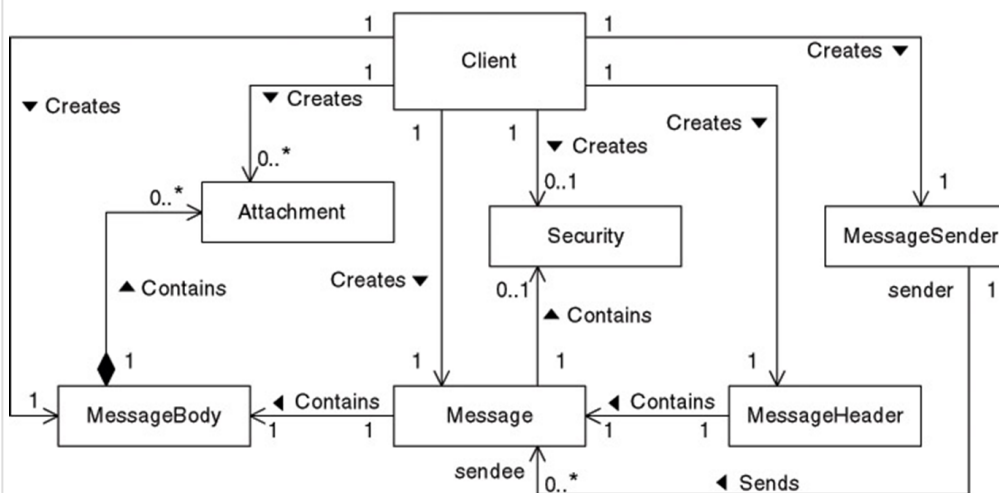 1
1
Client
Creates
1
1
▼ Creates
▼ Creates
Creates ▼
1
1
▼ Creates
0..*
0..1
1
0..*
Attachment
Security
MessageSender
▲ Contains
Creates ▼
0..1
sender
1
▲ Contains
1
1
1
1
1
MessageBody
◀ Contains
Message
◀ Contains
MessageHeader
1
1
1
1
sendee
0..*
◀ Sends